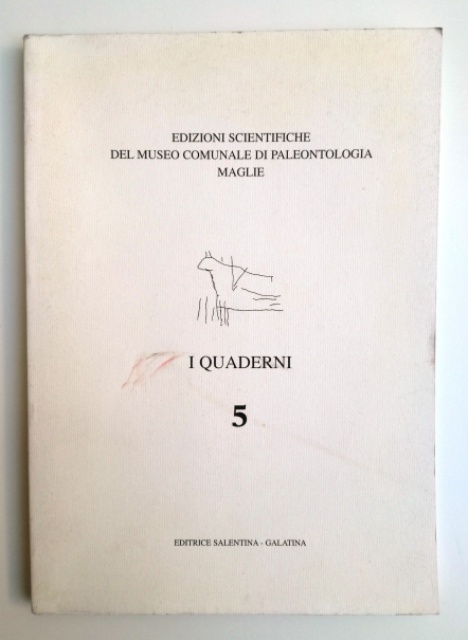 EDIZIONI SCIENTIFICHE
DEL MUSEO COMUNALE DI PALEONTOLOGIA
MAGLIE
I QUADERNI
5
EDITRICE SALENTINA - GALATINA